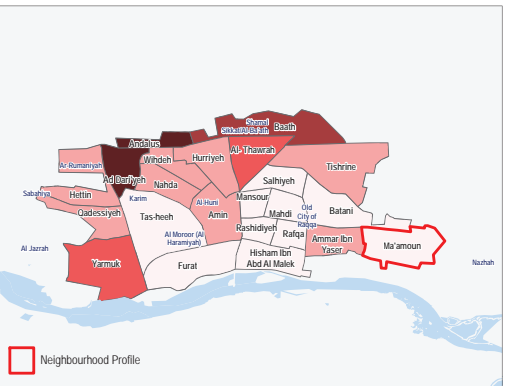 Shamal
Sikkat Al Ba'ath
Baath
Andalus
Al- Thawrah
Wihdeh
Hurriyeh
Ar-Rumaniyah
Tishrine
Ad Dariyeh
Nahda
Salhiyeh
Sabahiya
Hettin
Karim
Mansour
Al-Huni
Old
City of
Raqqa
Qadessiyeh
Tas-heeh
Amin
Mahdi
Batani
Rashidiyeh
Rafqa
Al Moroor (Al
Haramiyah)
Ammar Ibn
Yaser
Ma'amoun
Al Jazrah
Yarmuk
Furat
Hisham Ibn
Abd Al Malek
Nazhah
Neighbourhood Profile